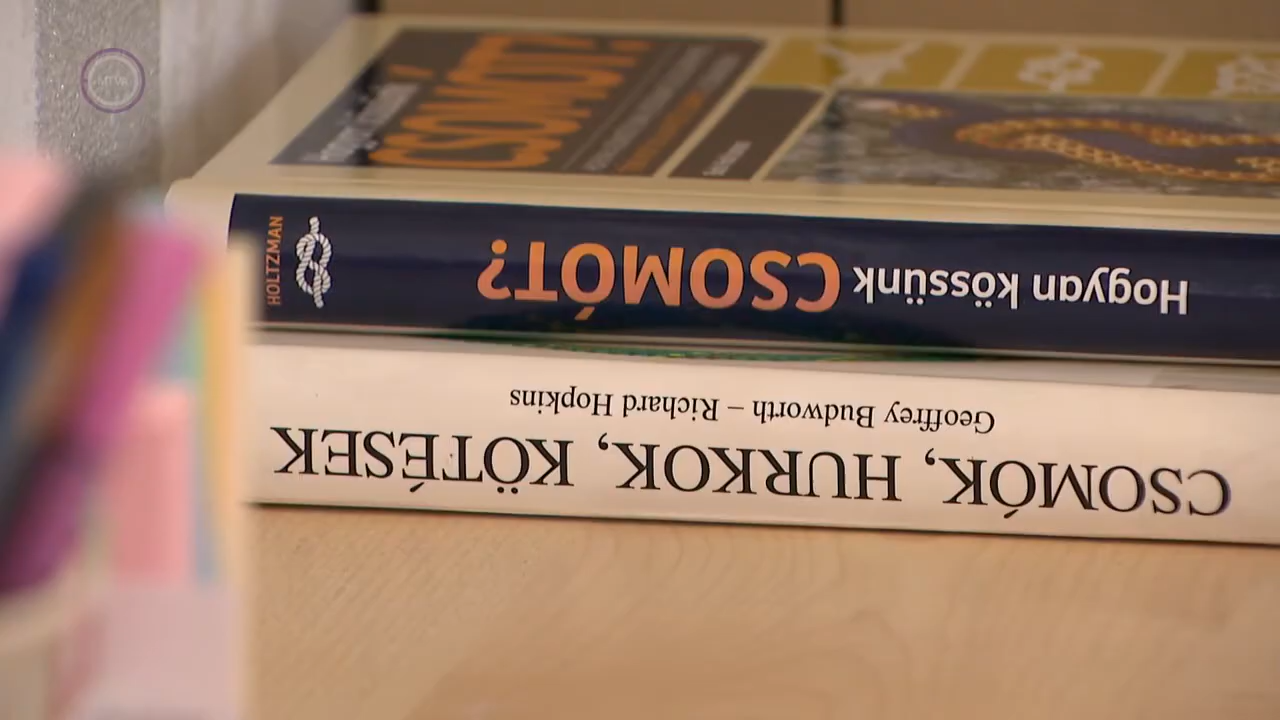 CSOMÓT?
HOLTZMAN
Hogyan kössünk CSOMÓT?
Geoffrey Budworth – Richard Hopkins
CSOMÓK, HURKOK, KÖTÉSEK